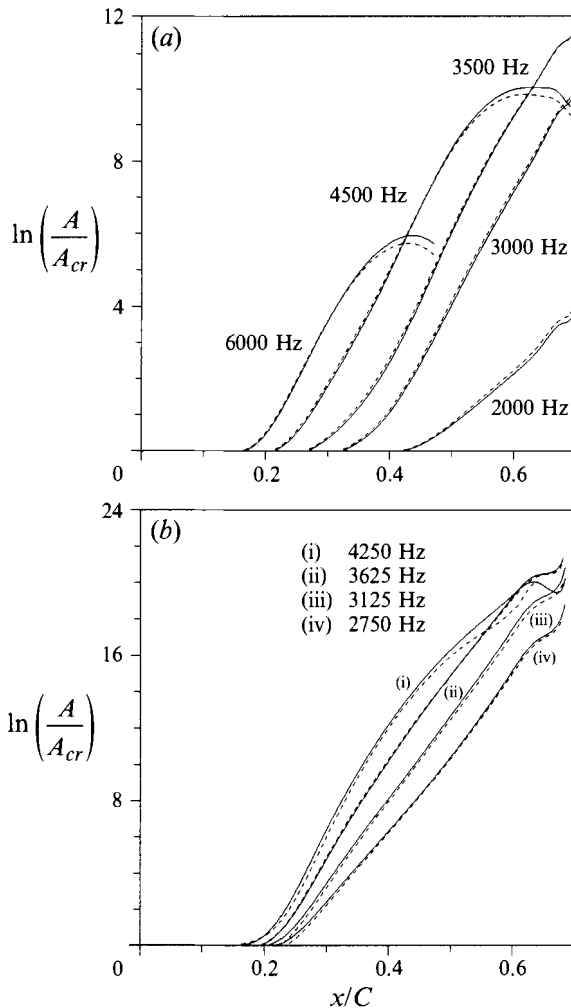 (a)
12
8
4
0
ln(A/A_cr)
3500 Hz
4500 Hz
3000 Hz
6000 Hz
2000 Hz
0.2
0.4
0.6
(b)
24
16
8
0
ln(A/A_cr)
(i) 4250 Hz
(ii) 3625 Hz
(iii) 3125 Hz
(iv) 2750 Hz
(i)
(ii)
(iii)
(iv)
0.2
0.4
0.6
x/C